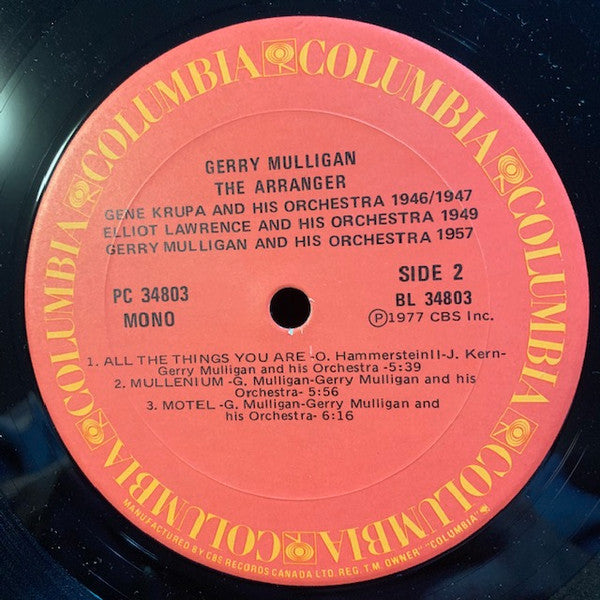 COLUMBIA COLUMBIA COLUMBIA COLUMBIA COLUMBIA COLUMBIA
GERRY MULLIGAN
THE ARRANGER
GENE KRUPA AND HIS ORCHESTRA 1946/1947
ELLIOT LAWRENCE AND HIS ORCHESTRA 1949
GERRY MULLIGAN AND HIS ORCHESTRA 1957
PC 34803
MONO
SIDE 2
BL 34803
Ⓟ1977 CBS Inc.
1. ALL THE THINGS YOU ARE -O. HammersteinII-J. Kern-
Gerry Mulligan and his Orchestra -5:39
2. MULLENIUM -G. Mulligan-Gerry Mulligan and his
Orchestra- 5:56
3. MOTEL -G. Mulligan-Gerry Mulligan and
his Orchestra- 6:16
MANUFACTURED BY CBS RECORDS CANADA LTD. REG. T.M. OWNER "COLUMBIA"